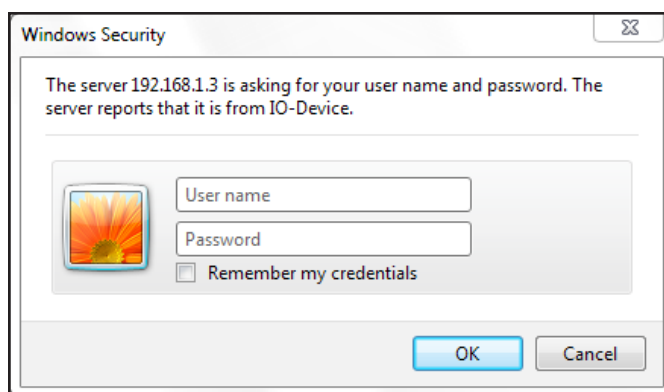 Windows Security
The server 192.168.1.3 is asking for your user name and password. The
server reports that it is from IO-Device.
User name
Password
Remember my credentials
OK
Cancel